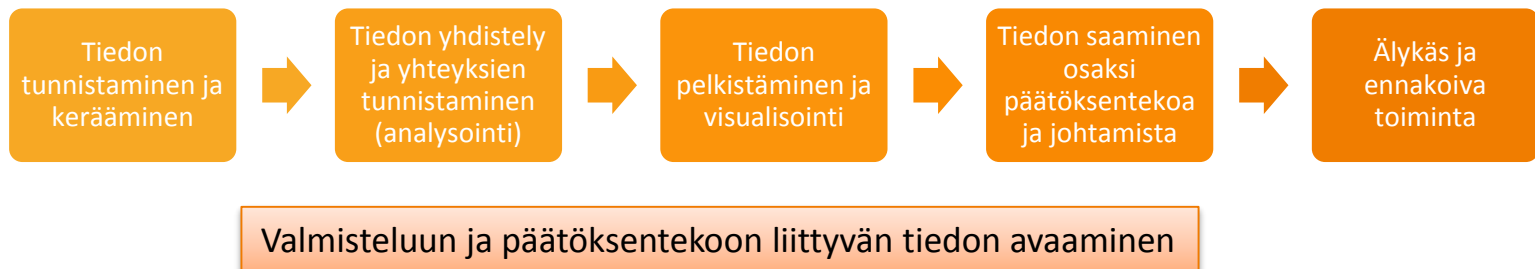 Tiedon
tunnistaminen ja
kerääminen
Tiedon yhdistely
ja yhteyksien
tunnistaminen
(analysointi)
Tiedon
pelkistäminen ja
visualisointi
Tiedon saaminen
osaksi
päätöksentekoa
ja johtamista
Älykäs ja
ennakoiva
toiminta
Valmisteluun ja päätöksentekoon liittyvän tiedon avaaminen